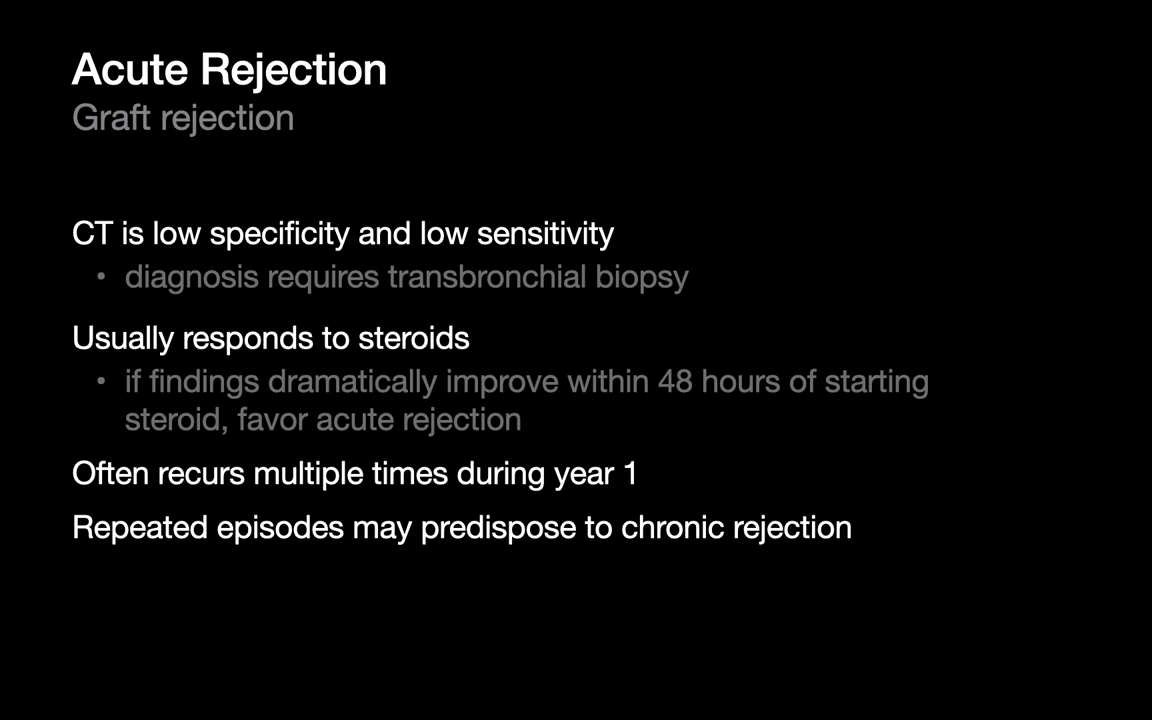 Acute Rejection
Graft rejection
CT is low specificity and low sensitivity
• diagnosis requires transbronchial biopsy
Usually responds to steroids
• if findings dramatically improve within 48 hours of starting
steroid, favor acute rejection
Often recurs multiple times during year 1
Repeated episodes may predispose to chronic rejection